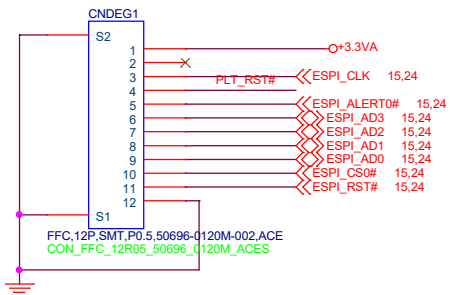 CNDEG1
S2
1 +3.3VA
2
3 ESPI_CLK 15,24
4 PLT_RST#
5 ESPI_ALERT0# 15,24
6 ESPI_AD3 15,24
7 ESPI_AD2 15,24
8 ESPI_AD1 15,24
9 ESPI_AD0 15,24
10 ESPI_CS0# 15,24
11 ESPI_RST# 15,24
12
S1
FFC,12P,SMT,P0.5,50696-0120M-002,ACE
CON_FFC_12R05_50696_0120M_ACES